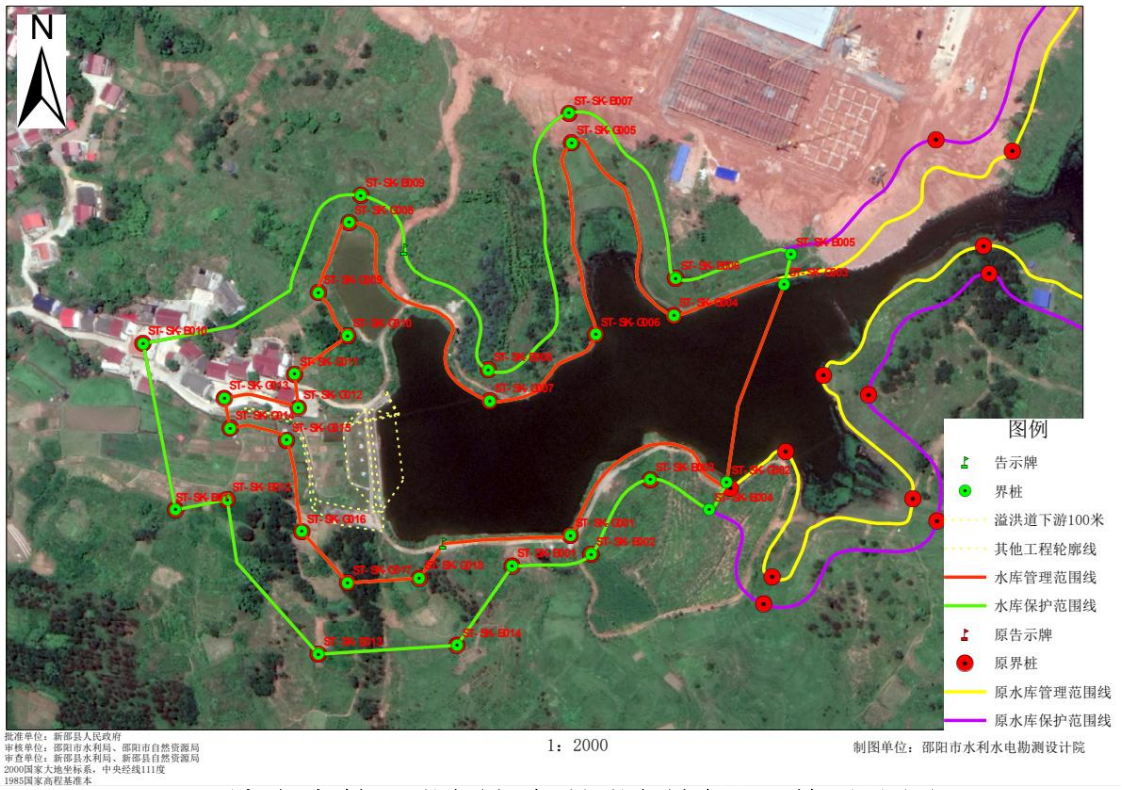 N
ST-SK-B007
ST-SK-G005
ST-SK-B009
ST-SK-G008
ST-SK-B005
ST-SK-B006
ST-SK-G003
ST-SK-G009
ST-SK-G004
ST-SK-G010
ST-SK-G006
ST-SK-B010
ST-SK-G011
ST-SK-G007
ST-SK-G013
ST-SK-G012
ST-SK-G014
ST-SK-G015
图例
告示牌
ST-SK-G002
ST-SK-B004
界桩
溢洪道下游100米
ST-SK-G016
ST-SK-G001
其他工程轮廓线
ST-SK-B001
ST-SK-B002
水库管理范围线
ST-SK-G017
ST-SK-G018
水库保护范围线
原告示牌
ST-SK-B013
ST-SK-B014
原界桩
原水库管理范围线
原水库保护范围线
批准单位：新邵县人民政府
审核单位：邵阳市水利局、邵阳市自然资源局
审查单位：新邵县水利局、新邵县自然资源局
2000国家大地坐标系，中央经线111度
1985国家高程基准本
1：2000
制图单位：邵阳市水利水电勘测设计院